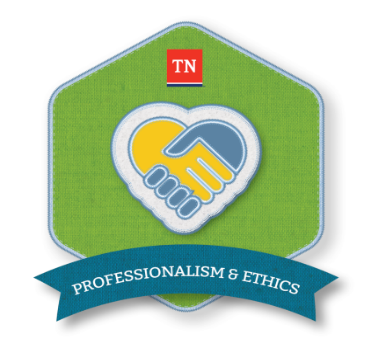 TN
PROFESSIONALISM & ETHICS